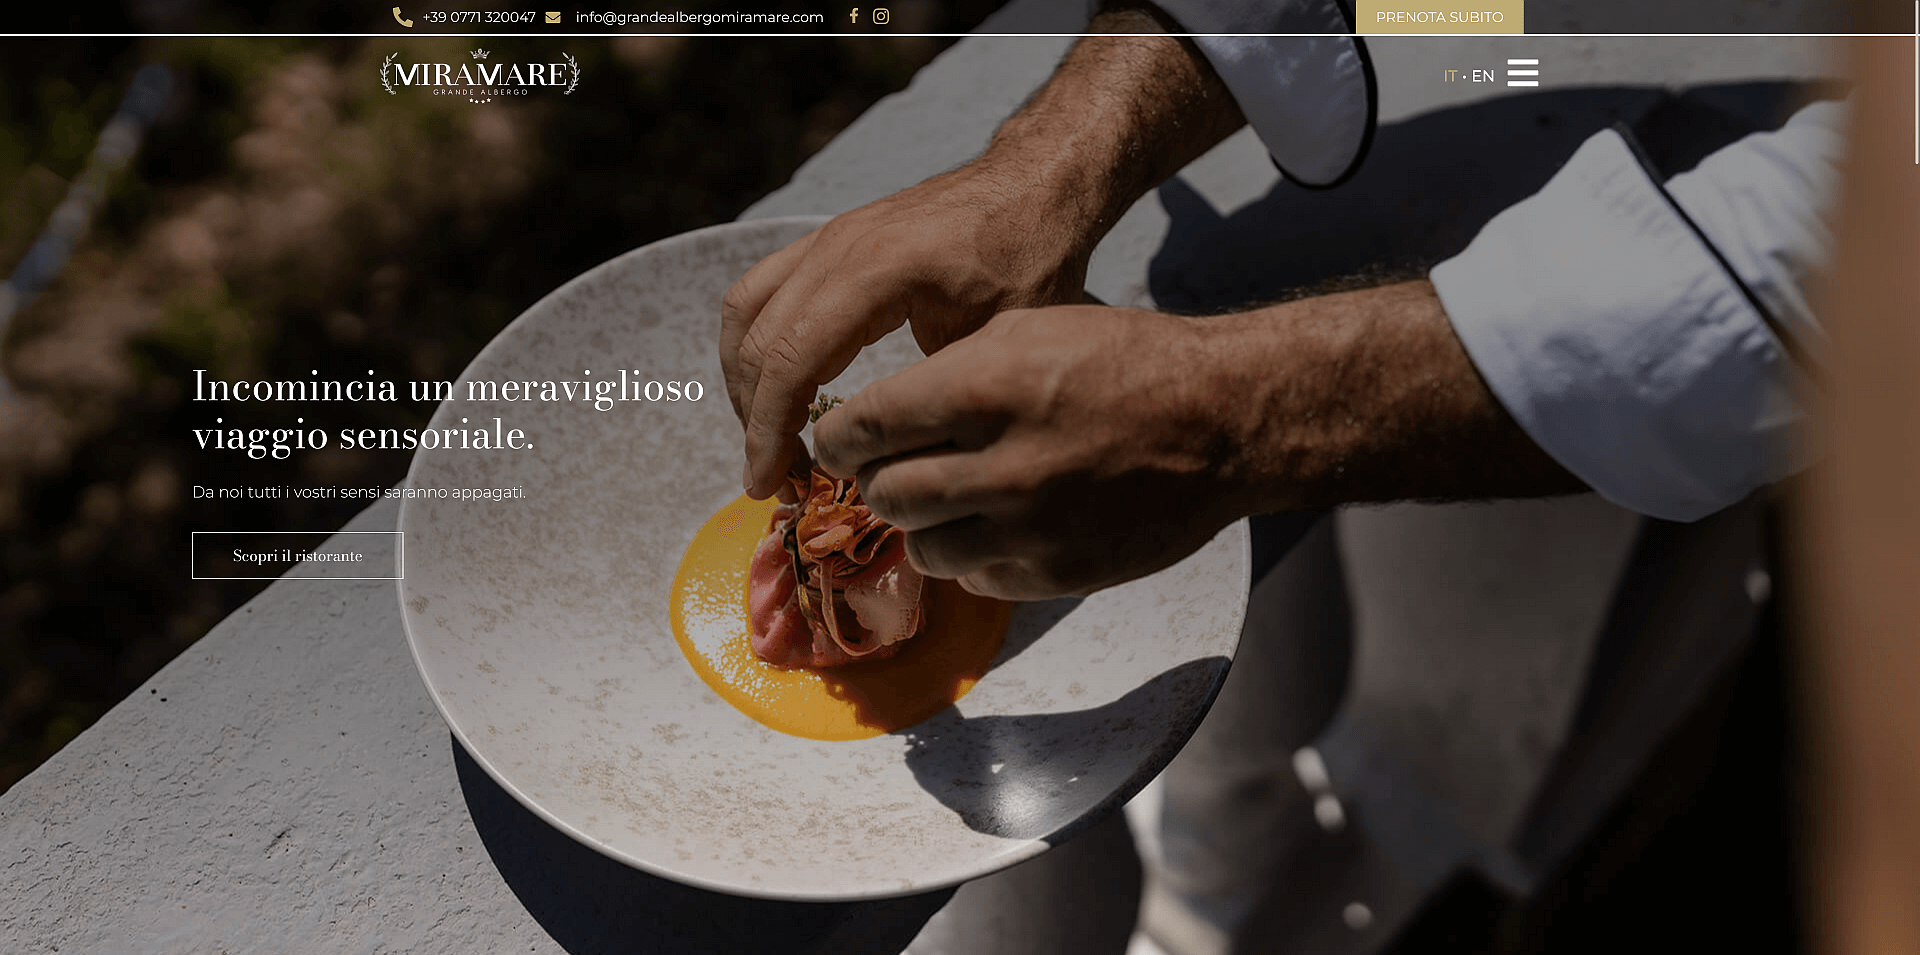 +39 0771 320047 info@grandealbergomiramare.com PRENOTA SUBITO
MIRAMARE
GRANDE ALBERGO
IT • EN
Incomincia un meraviglioso
viaggio sensoriale.
Da noi tutti i vostri sensi saranno appagati.
Scopri il ristorante